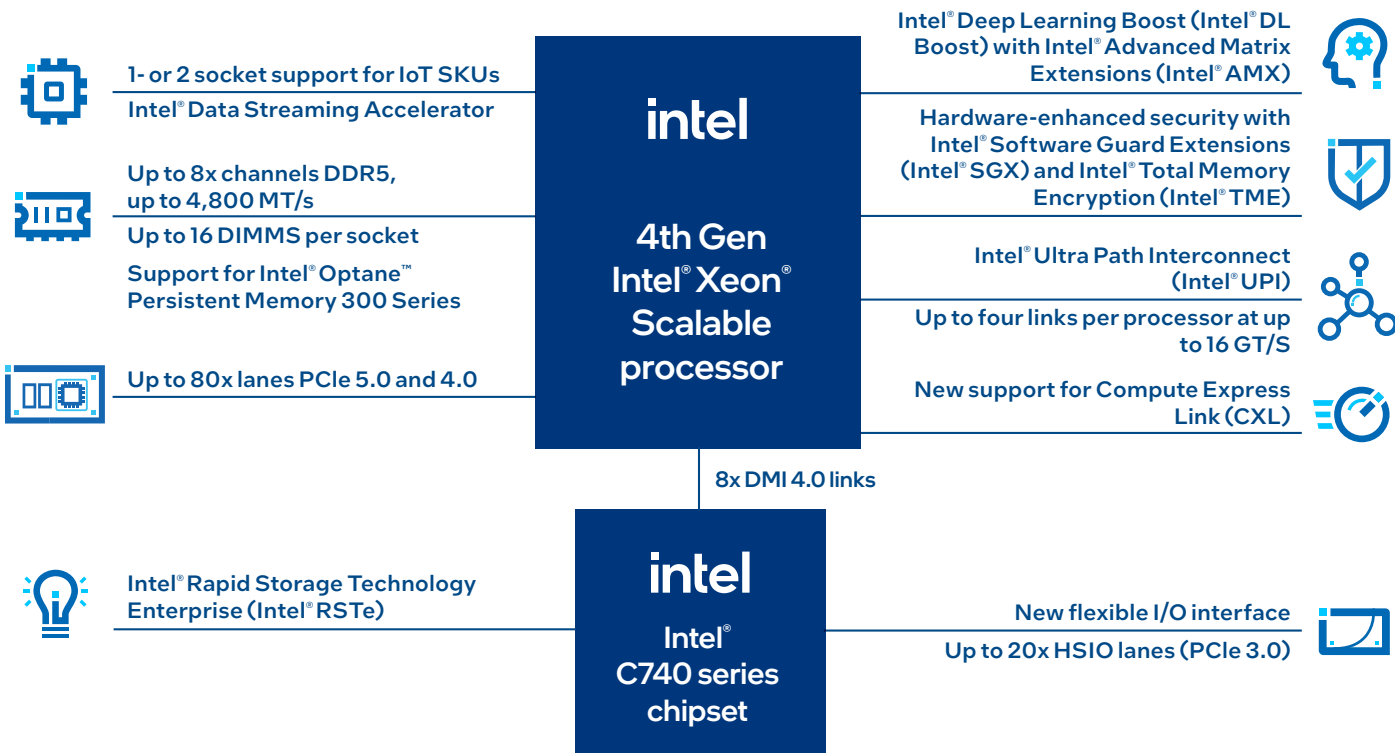 1- or 2 socket support for IoT SKUs
Intel® Data Streaming Accelerator
Up to 8x channels DDR5,
up to 4,800 MT/s
Up to 16 DIMMS per socket
Support for Intel® Optane™
Persistent Memory 300 Series
Up to 80x lanes PCIe 5.0 and 4.0
intel
4th Gen
Intel® Xeon®
Scalable
processor
Intel® Deep Learning Boost (Intel® DL
Boost) with Intel® Advanced Matrix
Extensions (Intel® AMX)
Hardware-enhanced security with
Intel® Software Guard Extensions
(Intel® SGX) and Intel® Total Memory
Encryption (Intel® TME)
Intel® Ultra Path Interconnect
(Intel® UPI)
Up to four links per processor at up
to 16 GT/S
New support for Compute Express
Link (CXL)
8x DMI 4.0 links
Intel® Rapid Storage Technology
Enterprise (Intel® RSTe)
intel
Intel®
C740 series
chipset
New flexible I/O interface
Up to 20x HSIO lanes (PCIe 3.0)